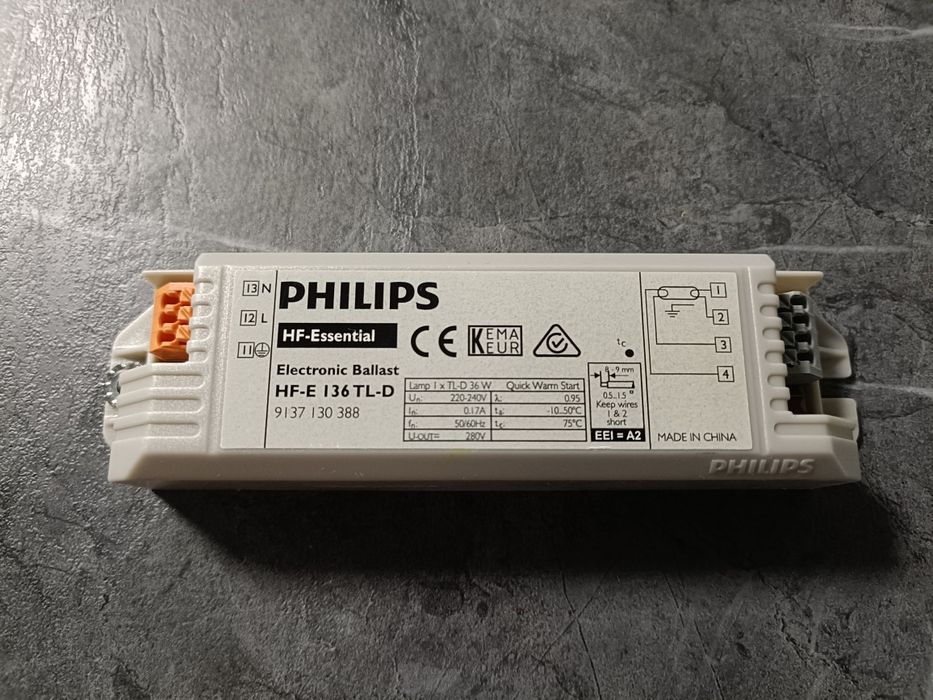 13 N
12 L
11
PHILIPS
HF-Essential
CE
KEMA
EUR
Electronic Ballast
HF-E 136 TL-D
9137 130 388
Lamp 1 x TL-D 36 W Quick Warm Start
Un: 220-240V λ: 0.95
In: 0.17A ta: -10..50°C
fn: 50/60Hz tc: 75°C
U-OUT= 280V
tc
8 - 9 mm
0.5...1.5 ø
Keep wires
1 & 2
short
EEI = A2
1
2
3
4
MADE IN CHINA
PHILIPS